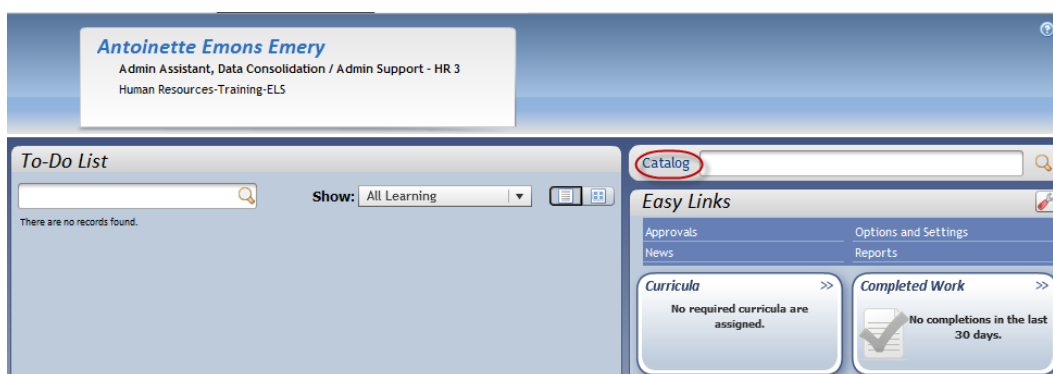 Antoinette Emons Emery
Admin Assistant, Data Consolidation / Admin Support - HR 3
Human Resources-Training-ELS
To-Do List
Show: All Learning
There are no records found.
Catalog
Easy Links
Approvals
Options and Settings
News
Reports
Curricula >>
No required curricula are
assigned.
Completed Work >>
No completions in the last
30 days.